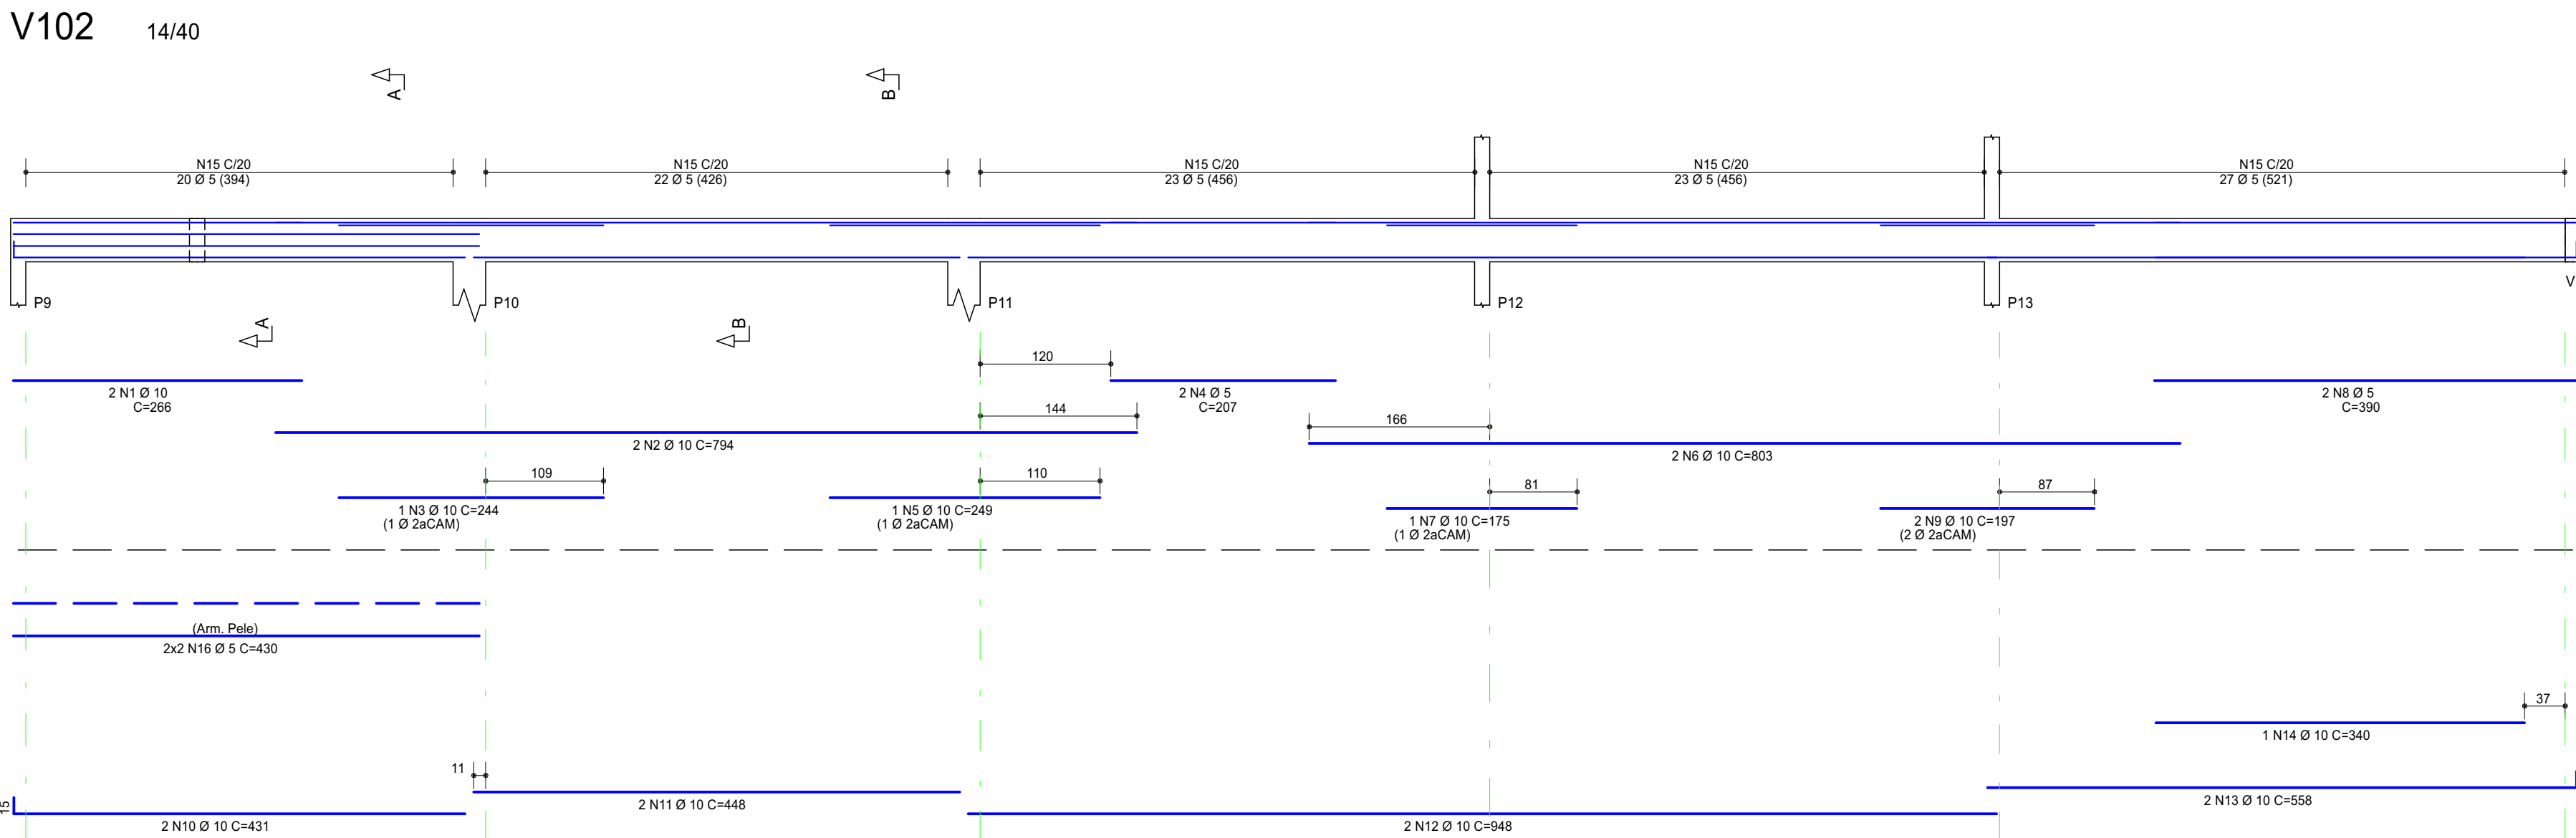 V102 14/40
A B
N15 C/20 N15 C/20 N15 C/20 N15 C/20 N15 C/20
20 Ø 5 (394) 22 Ø 5 (426) 23 Ø 5 (456) 23 Ø 5 (456) 27 Ø 5 (521)
V
P9 P10 P11 P12 P13
A B
120
2 N1 Ø 10 2 N4 Ø 5 2 N8 Ø 5
C=266 C=207 C=390
144
166
2 N2 Ø 10 C=794
2 N6 Ø 10 C=803
109 110
81 87
1 N3 Ø 10 C=244 1 N5 Ø 10 C=249
(1 Ø 2aCAM) (1 Ø 2aCAM)
1 N7 Ø 10 C=175 2 N9 Ø 10 C=197
(1 Ø 2aCAM) (2 Ø 2aCAM)
(Arm. Pele)
2x2 N16 Ø 5 C=430
37
1 N14 Ø 10 C=340
11
2 N13 Ø 10 C=558
2 N11 Ø 10 C=448
15
2 N10 Ø 10 C=431 2 N12 Ø 10 C=948